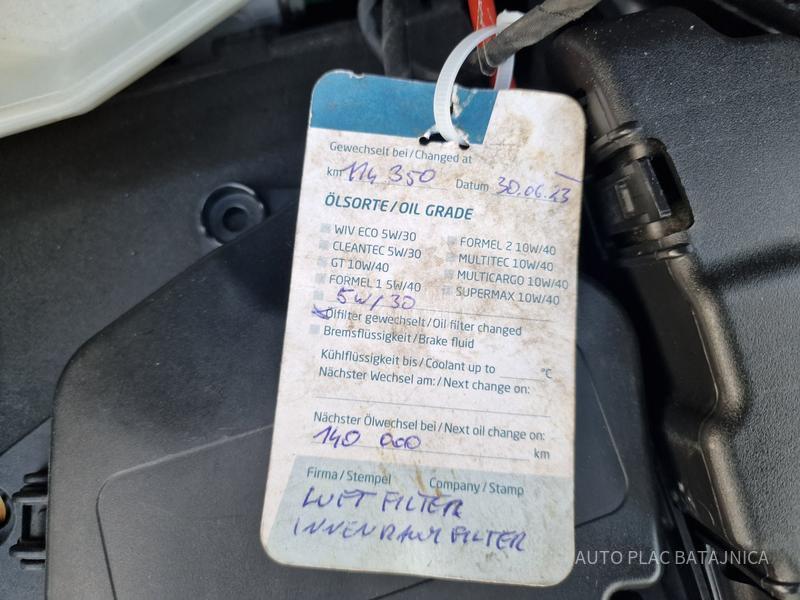 Gewechselt bei/Changed at
km 114 350 Datum 30.06.23
ÖLSORTE/OIL GRADE
WIV ECO 5W/30 FORMEL 2 10W/40
CLEANTEC 5W/30 MULTITEC 10W/40
GT 10W/40 MULTICARGO 10W/40
FORMEL 1 5W/40 SUPERMAX 10W/40
5W/30
Ölfilter gewechselt/Oil filter changed
Bremsflüssigkeit/Brake fluid
Kühlflüssigkeit bis/Coolant up to °C
Nächster Wechsel am:/Next change on:
Nächster Ölwechsel bei/Next oil change on:
140 000 km
Firma/Stempel Company/Stamp
LUFTFILTER
INNENRAUMFILTER
AUTO PLAC BATAJNICA